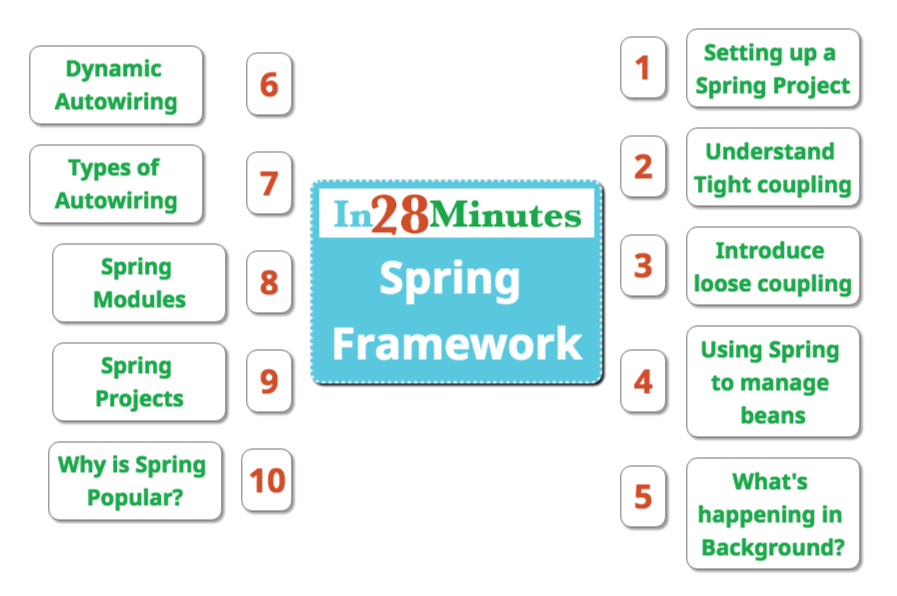 In28Minutes
Spring
Framework
1
Setting up a
Spring Project
2
Understand
Tight coupling
3
Introduce
loose coupling
4
Using Spring
to manage
beans
5
What's
happening in
Background?
6
Dynamic
Autowiring
7
Types of
Autowiring
8
Spring
Modules
9
Spring
Projects
10
Why is Spring
Popular?